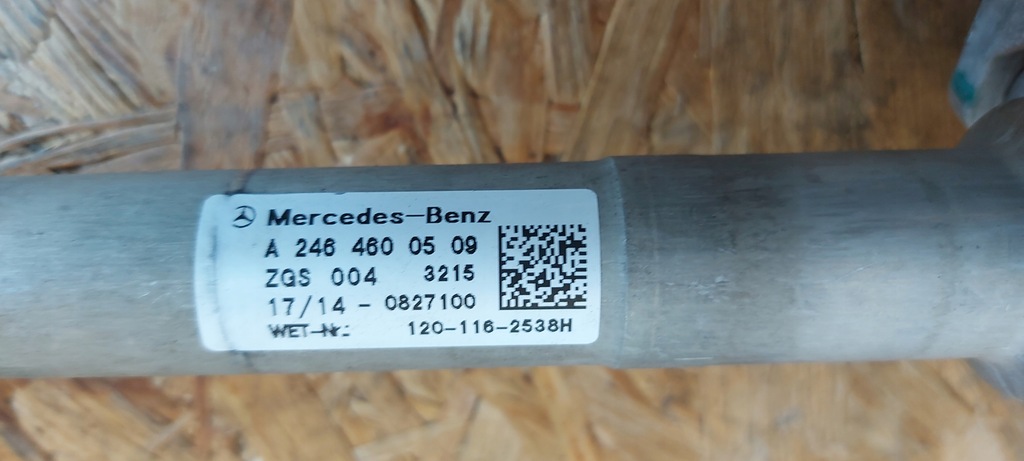 Mercedes-Benz
A 246 460 05 09
ZGS 004 3215
17/14 - 0827100
WET-Nr.: 120-116-2538H